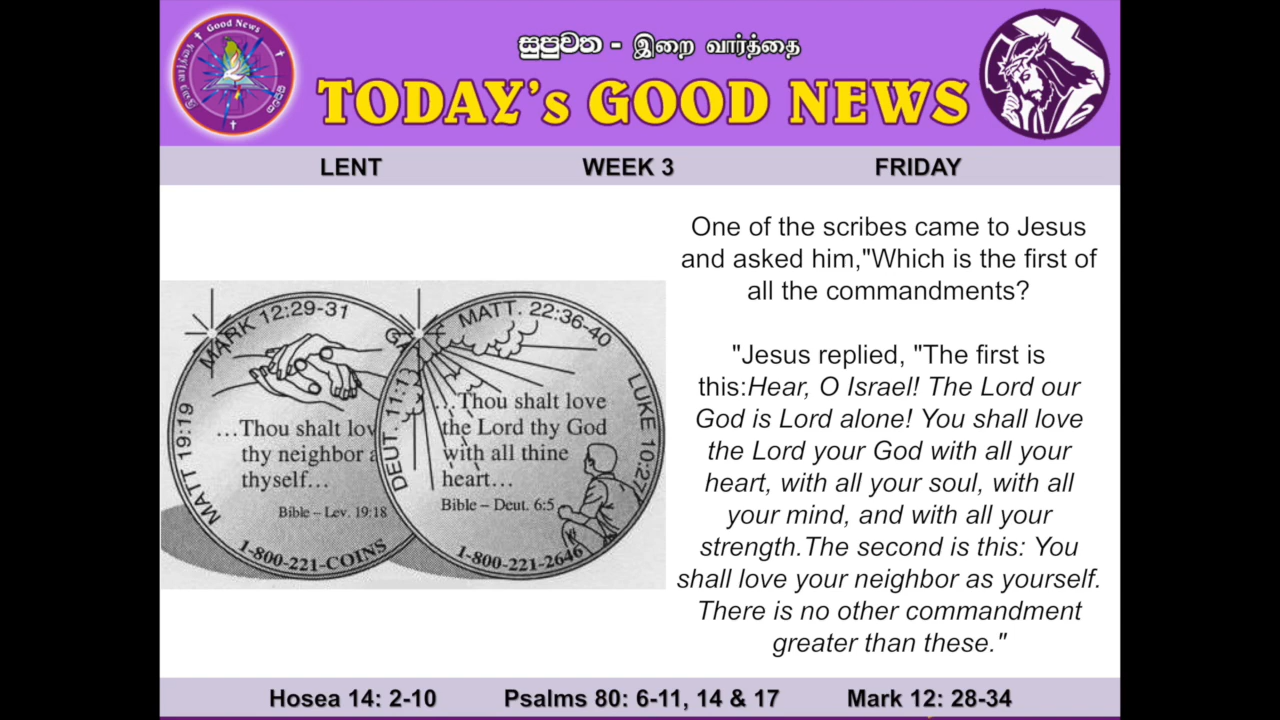 Good News
இறை வார்த்தை
සුපුවත
සුපුවත - இறை வார்த்தை
TODAY's GOOD NEWS
LENT WEEK 3 FRIDAY
MARK 12:29-31
MATT 19:19
...Thou shalt lov
thy neighbor a
thyself...
Bible – Lev. 19:18
1-800-221-COINS
MATT. 22:36-40
DEUT. 11:1
LUKE 10:27
...Thou shalt love
the Lord thy God
with all thine
heart...
Bible – Deut. 6:5
1-800-221-2646
One of the scribes came to Jesus
and asked him,"Which is the first of
all the commandments?
"Jesus replied, "The first is
this:Hear, O Israel! The Lord our
God is Lord alone! You shall love
the Lord your God with all your
heart, with all your soul, with all
your mind, and with all your
strength.The second is this: You
shall love your neighbor as yourself.
There is no other commandment
greater than these."
Hosea 14: 2-10 Psalms 80: 6-11, 14 & 17 Mark 12: 28-34